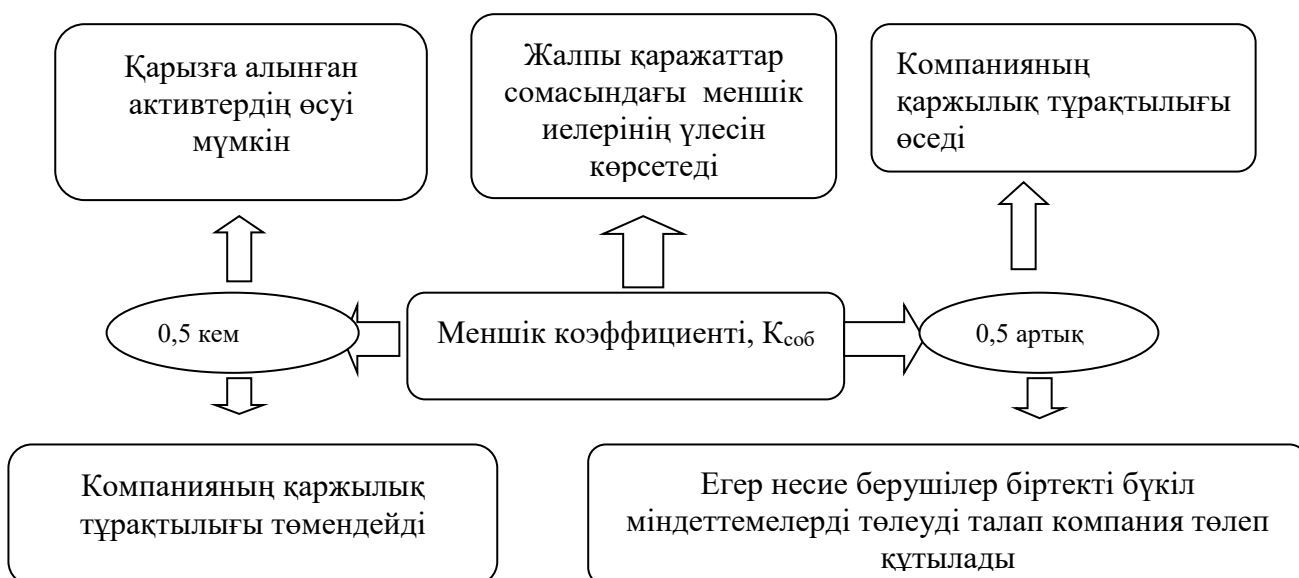 Қарызға алынған
активтердің өсуі
мүмкін
Жалпы қаражаттар
сомасындағы меншік
иелерінің үлесін
көрсетеді
Компанияның
қаржылық тұрақтылығы
өседі
0,5 кем
Меншік коэффициенті, Ксоб
0,5 артық
Компанияның қаржылық
тұрақтылығы төмендейді
Егер несие берушілер біртекті бүкіл
міндеттемелерді төлеуді талап компания төлеп
құтылады